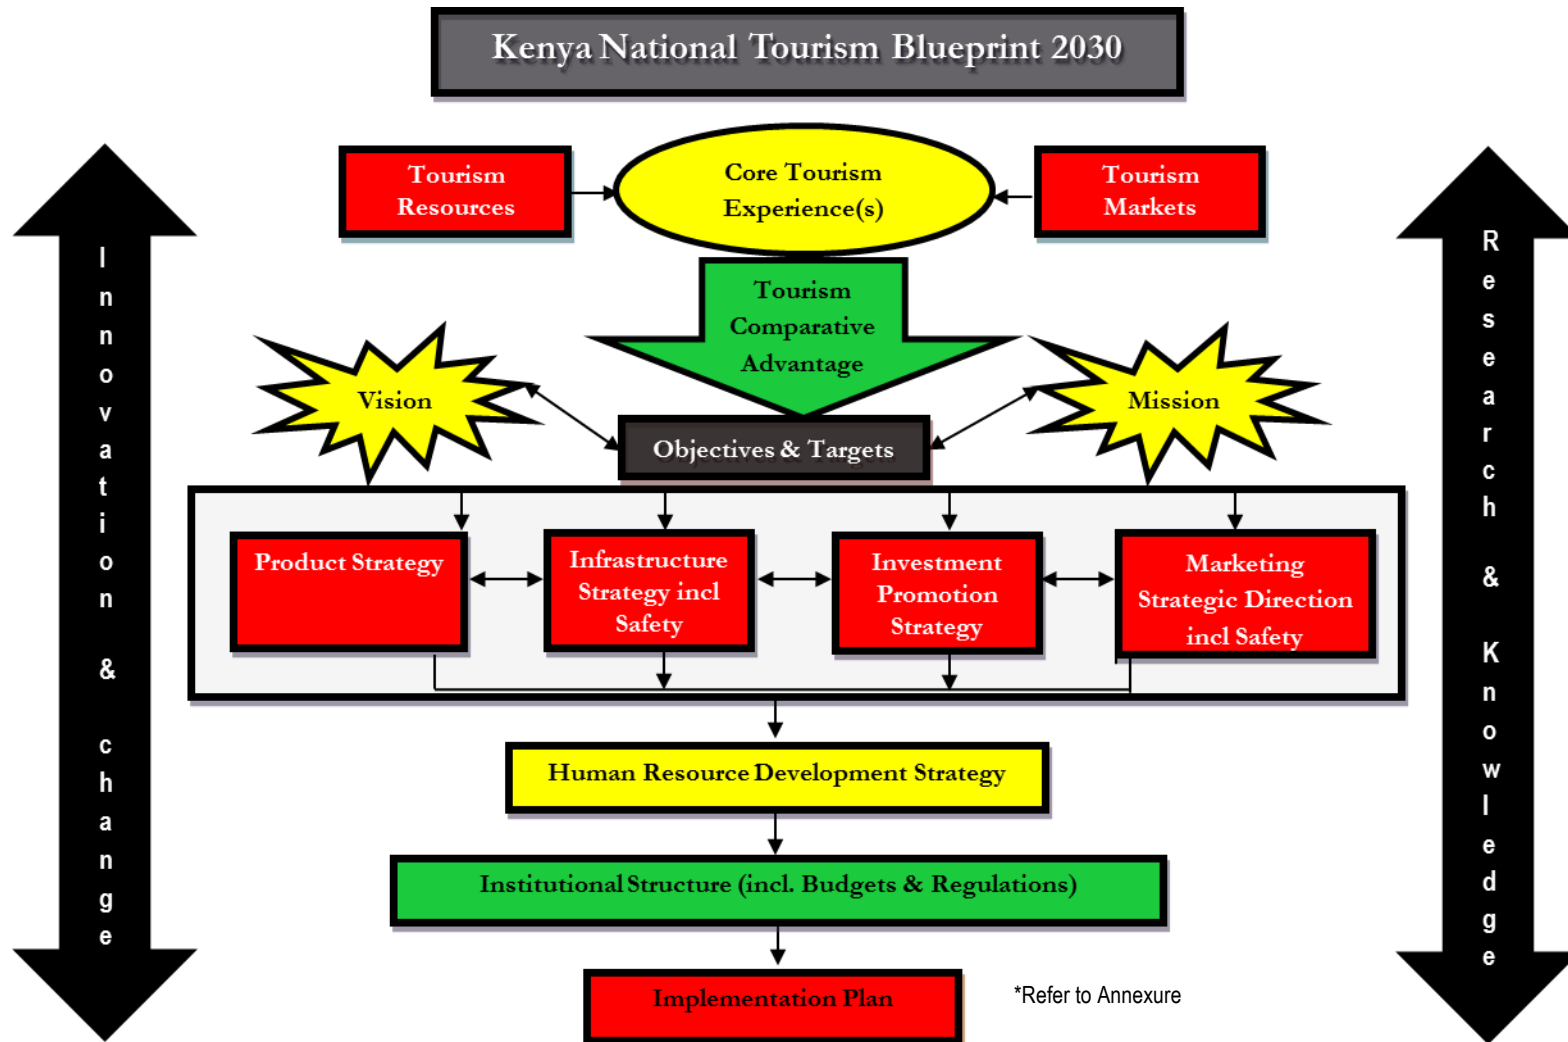 Kenya National Tourism Blueprint 2030
Tourism
Resources
Core Tourism
Experience(s)
Tourism
Markets
Tourism
Comparative
Advantage
Vision
Mission
Objectives & Targets
Product Strategy
Infrastructure
Strategy incl
Safety
Investment
Promotion
Strategy
Marketing
Strategic Direction
incl Safety
Human Resource Development Strategy
Institutional Structure (incl. Budgets & Regulations)
Implementation Plan
*Refer to Annexure
Innovation & change
Research & Knowledge